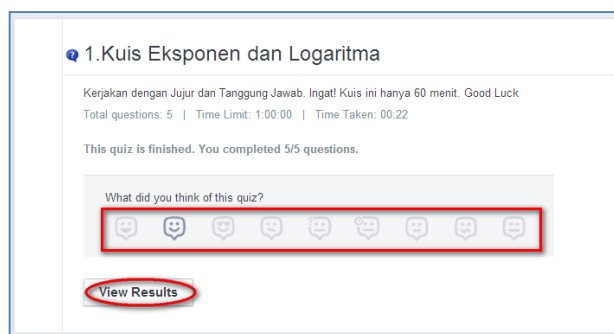 1.Kuis Eksponen dan Logaritma
Kerjakan dengan Jujur dan Tanggung Jawab. Ingat! Kuis ini hanya 60 menit. Good Luck
Total questions: 5 | Time Limit: 1:00:00 | Time Taken: 00:22
This quiz is finished. You completed 5/5 questions.
What did you think of this quiz?
View Results